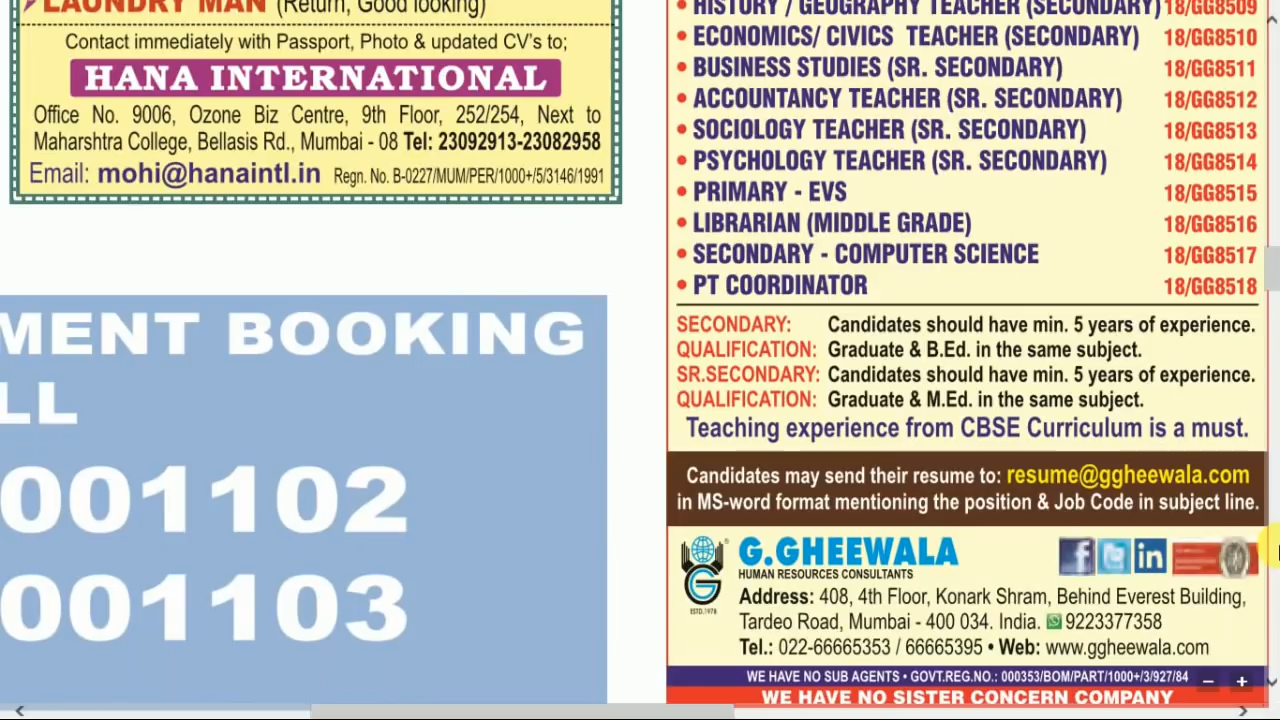 LAUNDRY MAN (Return, Good looking)
Contact immediately with Passport, Photo & updated CV's to;
HANA INTERNATIONAL
Office No. 9006, Ozone Biz Centre, 9th Floor, 252/254, Next to
Maharshtra College, Bellasis Rd., Mumbai - 08 Tel: 23092913-23082958
Email: mohi@hanaintl.in Regn. No. B-0227/MUM/PER/1000+/5/3146/1991
MENT BOOKING
LL
001102
001103
• HISTORY / GEOGRAPHY TEACHER (SECONDARY) 18/GG8509
• ECONOMICS/ CIVICS TEACHER (SECONDARY) 18/GG8510
• BUSINESS STUDIES (SR. SECONDARY) 18/GG8511
• ACCOUNTANCY TEACHER (SR. SECONDARY) 18/GG8512
• SOCIOLOGY TEACHER (SR. SECONDARY) 18/GG8513
• PSYCHOLOGY TEACHER (SR. SECONDARY) 18/GG8514
• PRIMARY - EVS 18/GG8515
• LIBRARIAN (MIDDLE GRADE) 18/GG8516
• SECONDARY - COMPUTER SCIENCE 18/GG8517
• PT COORDINATOR 18/GG8518
SECONDARY: Candidates should have min. 5 years of experience.
QUALIFICATION: Graduate & B.Ed. in the same subject.
SR.SECONDARY: Candidates should have min. 5 years of experience.
QUALIFICATION: Graduate & M.Ed. in the same subject.
Teaching experience from CBSE Curriculum is a must.
Candidates may send their resume to: resume@ggheewala.com
in MS-word format mentioning the position & Job Code in subject line.
G.GHEEWALA
HUMAN RESOURCES CONSULTANTS
ESTD.1978
Address: 408, 4th Floor, Konark Shram, Behind Everest Building,
Tardeo Road, Mumbai - 400 034. India. 9223377358
Tel.: 022-66665353 / 66665395 • Web: www.ggheewala.com
WE HAVE NO SUB AGENTS • GOVT.REG.NO.: 000353/BOM/PART/1000+/3/927/84
WE HAVE NO SISTER CONCERN COMPANY